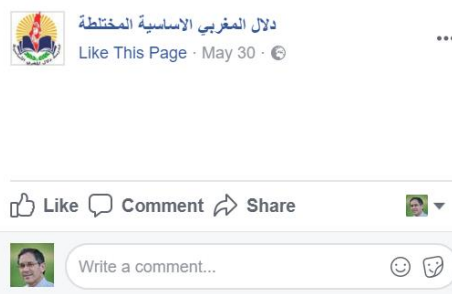 دلال المغربي الاساسية المختلطة
Like This Page · May 30 ·
Like Comment Share
Write a comment...